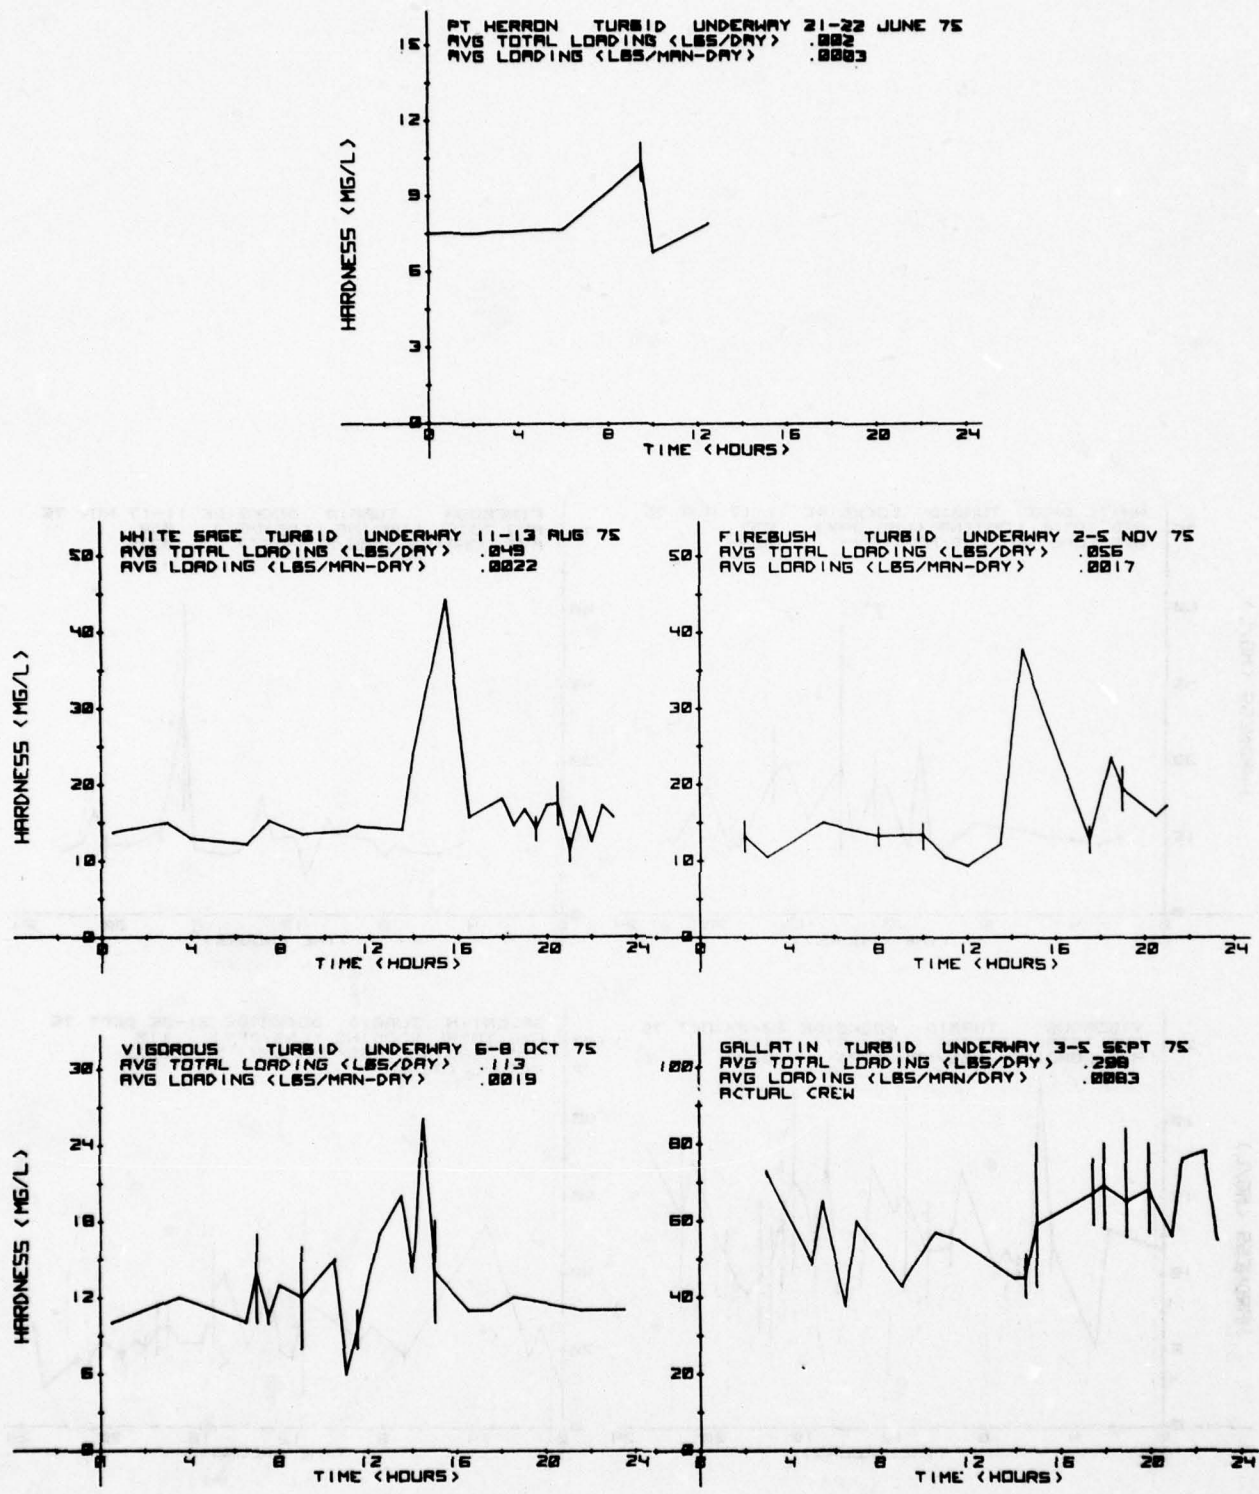 PT HERRON TURBID UNDERWAY 21-22 JUNE 75
AVG TOTAL LOADING <LBS/DAY> .002
AVG LOADING <LBS/MAN-DAY> .0003
15
12
9
6
3
0
HARDNESS <MG/L>
0 4 8 12 16 20 24
TIME <HOURS>
WHITE SAGE TURBID UNDERWAY 11-13 AUG 75
AVG TOTAL LOADING <LBS/DAY> .049
AVG LOADING <LBS/MAN-DAY> .0022
50
40
30
20
10
0
HARDNESS <MG/L>
0 4 8 12 16 20 24
TIME <HOURS>
FIREBUSH TURBID UNDERWAY 2-5 NOV 75
AVG TOTAL LOADING <LBS/DAY> .056
AVG LOADING <LBS/MAN-DAY> .0017
50
40
30
20
10
0
0 4 8 12 16 20 24
TIME <HOURS>
VIGOROUS TURBID UNDERWAY 6-8 OCT 75
AVG TOTAL LOADING <LBS/DAY> .113
AVG LOADING <LBS/MAN-DAY> .0019
30
24
18
12
6
0
HARDNESS <MG/L>
0 4 8 12 16 20 24
TIME <HOURS>
GALLATIN TURBID UNDERWAY 3-5 SEPT 75
AVG TOTAL LOADING <LBS/DAY>
AVG LOADING <LBS/MAN/DAY>
ACTUAL CREW
100
80
60
40
20
0
0 4 8 12 16 20 24
TIME <HOURS>